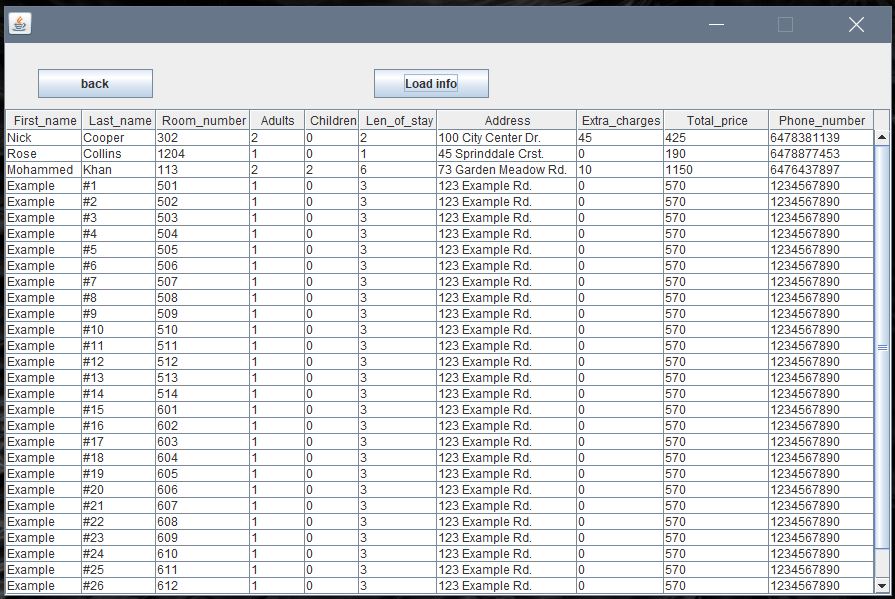 back Load info
First_name Last_name Room_number Adults Children Len_of_stay Address Extra_charges Total_price Phone_number
Nick Cooper 302 2 0 2 100 City Center Dr. 45 425 6478381139
Rose Collins 1204 1 0 1 45 Sprinddale Crst. 0 190 6478877453
Mohammed Khan 113 2 2 6 73 Garden Meadow Rd. 10 1150 6476437897
Example #1 501 1 0 3 123 Example Rd. 0 570 1234567890
Example #2 502 1 0 3 123 Example Rd. 0 570 1234567890
Example #3 503 1 0 3 123 Example Rd. 0 570 1234567890
Example #4 504 1 0 3 123 Example Rd. 0 570 1234567890
Example #5 505 1 0 3 123 Example Rd. 0 570 1234567890
Example #6 506 1 0 3 123 Example Rd. 0 570 1234567890
Example #7 507 1 0 3 123 Example Rd. 0 570 1234567890
Example #8 508 1 0 3 123 Example Rd. 0 570 1234567890
Example #9 509 1 0 3 123 Example Rd. 0 570 1234567890
Example #10 510 1 0 3 123 Example Rd. 0 570 1234567890
Example #11 511 1 0 3 123 Example Rd. 0 570 1234567890
Example #12 512 1 0 3 123 Example Rd. 0 570 1234567890
Example #13 513 1 0 3 123 Example Rd. 0 570 1234567890
Example #14 514 1 0 3 123 Example Rd. 0 570 1234567890
Example #15 601 1 0 3 123 Example Rd. 0 570 1234567890
Example #16 602 1 0 3 123 Example Rd. 0 570 1234567890
Example #17 603 1 0 3 123 Example Rd. 0 570 1234567890
Example #18 604 1 0 3 123 Example Rd. 0 570 1234567890
Example #19 605 1 0 3 123 Example Rd. 0 570 1234567890
Example #20 606 1 0 3 123 Example Rd. 0 570 1234567890
Example #21 607 1 0 3 123 Example Rd. 0 570 1234567890
Example #22 608 1 0 3 123 Example Rd. 0 570 1234567890
Example #23 609 1 0 3 123 Example Rd. 0 570 1234567890
Example #24 610 1 0 3 123 Example Rd. 0 570 1234567890
Example #25 611 1 0 3 123 Example Rd. 0 570 1234567890
Example #26 612 1 0 3 123 Example Rd. 0 570 1234567890